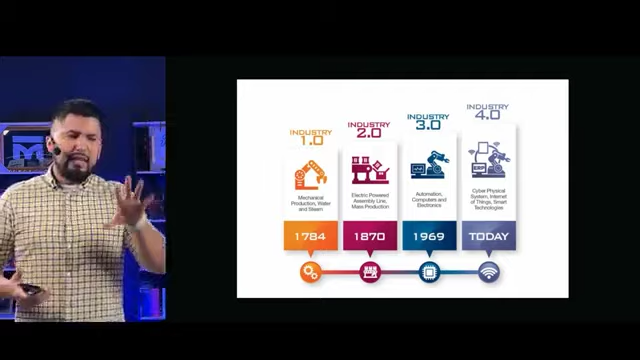 INDUSTRY
1.0
Mechanical
Production, Water
and Steam
1784
INDUSTRY
2.0
Electric Powered
Assembly Line,
Mass Production
1870
INDUSTRY
3.0
Automation,
Computers and
Electronics
1969
INDUSTRY
4.0
ERP
Cyber Physical
System, Internet
of Things, Smart
Technologies
TODAY